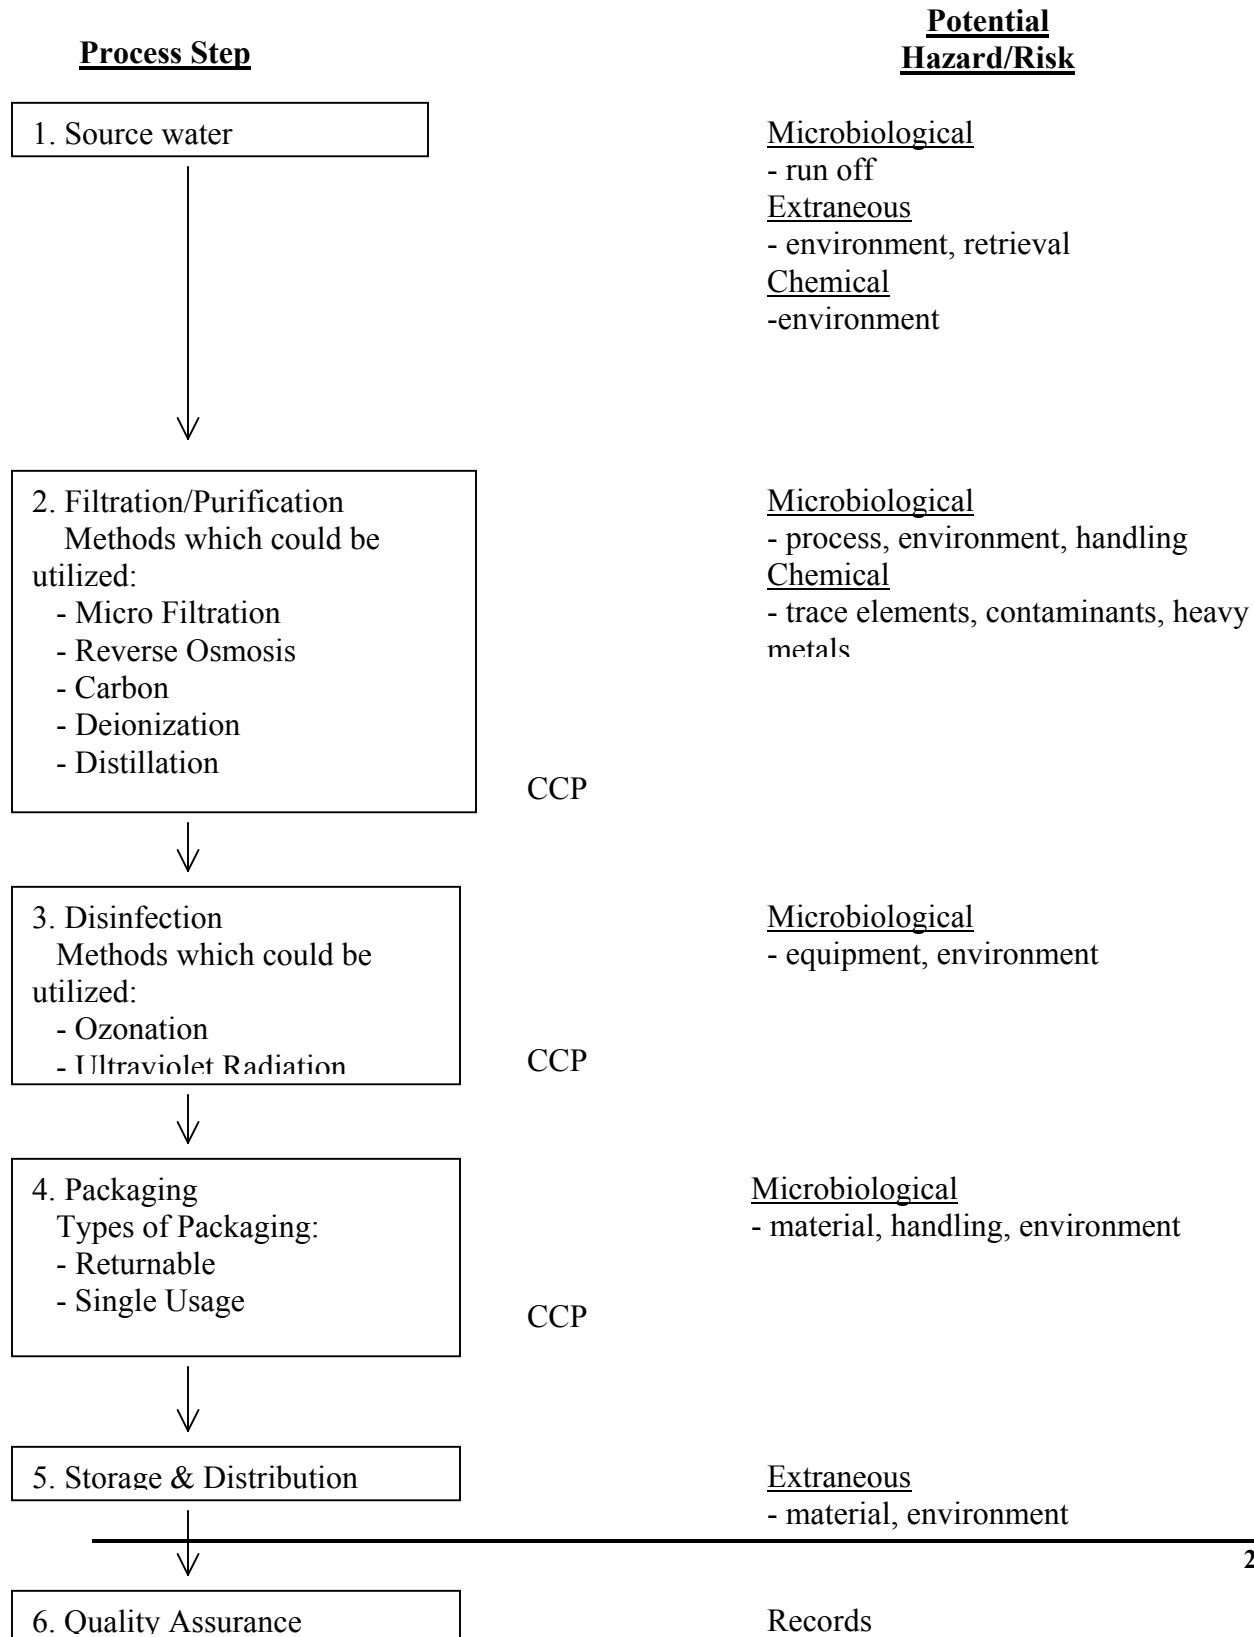 Process Step
Potential
Hazard/Risk
1. Source water
Microbiological
- run off
Extraneous
- environment, retrieval
Chemical
-environment
2. Filtration/Purification
Methods which could be
utilized:
- Micro Filtration
- Reverse Osmosis
- Carbon
- Deionization
- Distillation
CCP
Microbiological
- process, environment, handling
Chemical
- trace elements, contaminants, heavy
metals
3. Disinfection
Methods which could be
utilized:
- Ozonation
- Ultraviolet Radiation
CCP
Microbiological
- equipment, environment
4. Packaging
Types of Packaging:
- Returnable
- Single Usage
CCP
Microbiological
- material, handling, environment
5. Storage & Distribution
Extraneous
- material, environment
2
6. Quality Assurance
Records